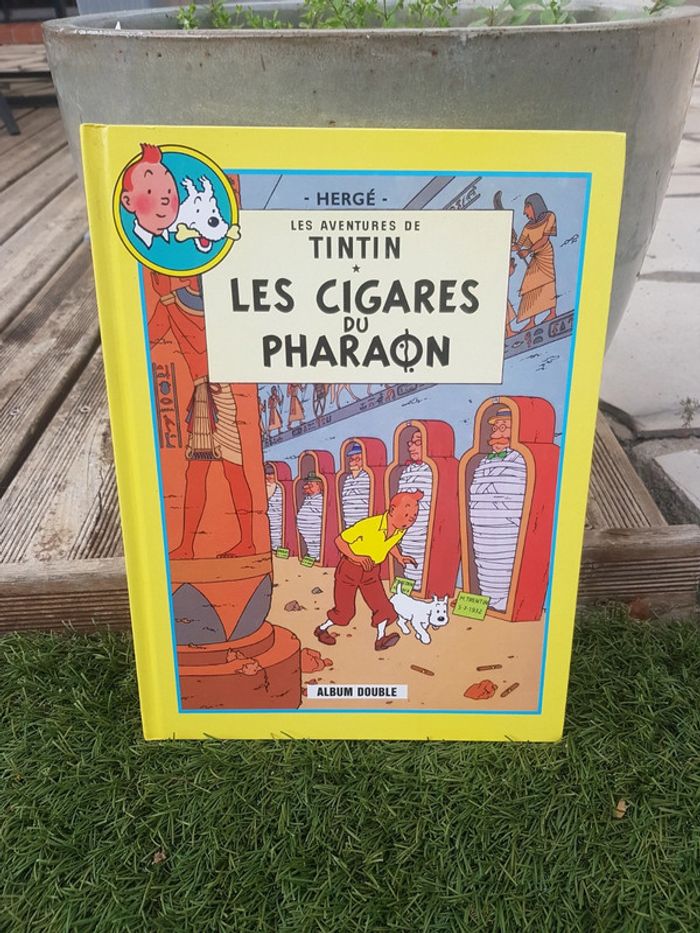 - HERGÉ -
LES AVENTURES DE
TINTIN
LES CIGARES
DU
PHARAON
ALBUM DOUBLE